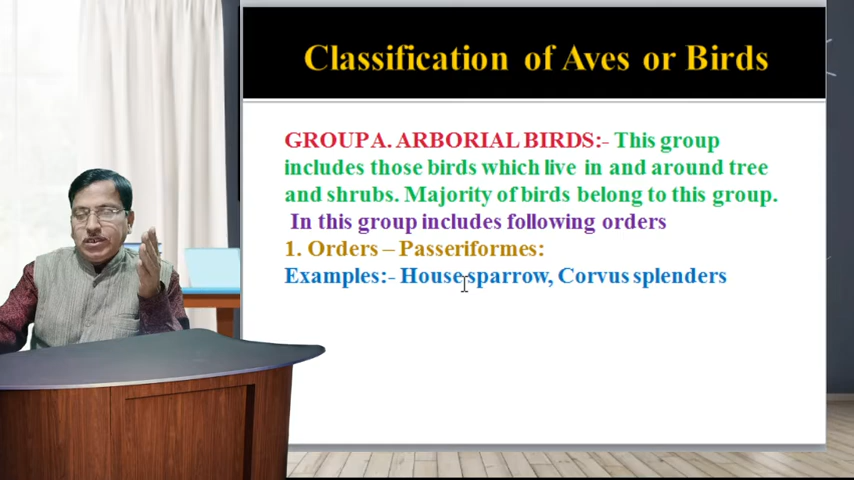 Classification of Aves or Birds
GROUP A. ARBORIAL BIRDS:- This group
includes those birds which live in and around tree
and shrubs. Majority of birds belong to this group.
In this group includes following orders
1. Orders – Passeriformes:
Examples:- House sparrow, Corvus splenders